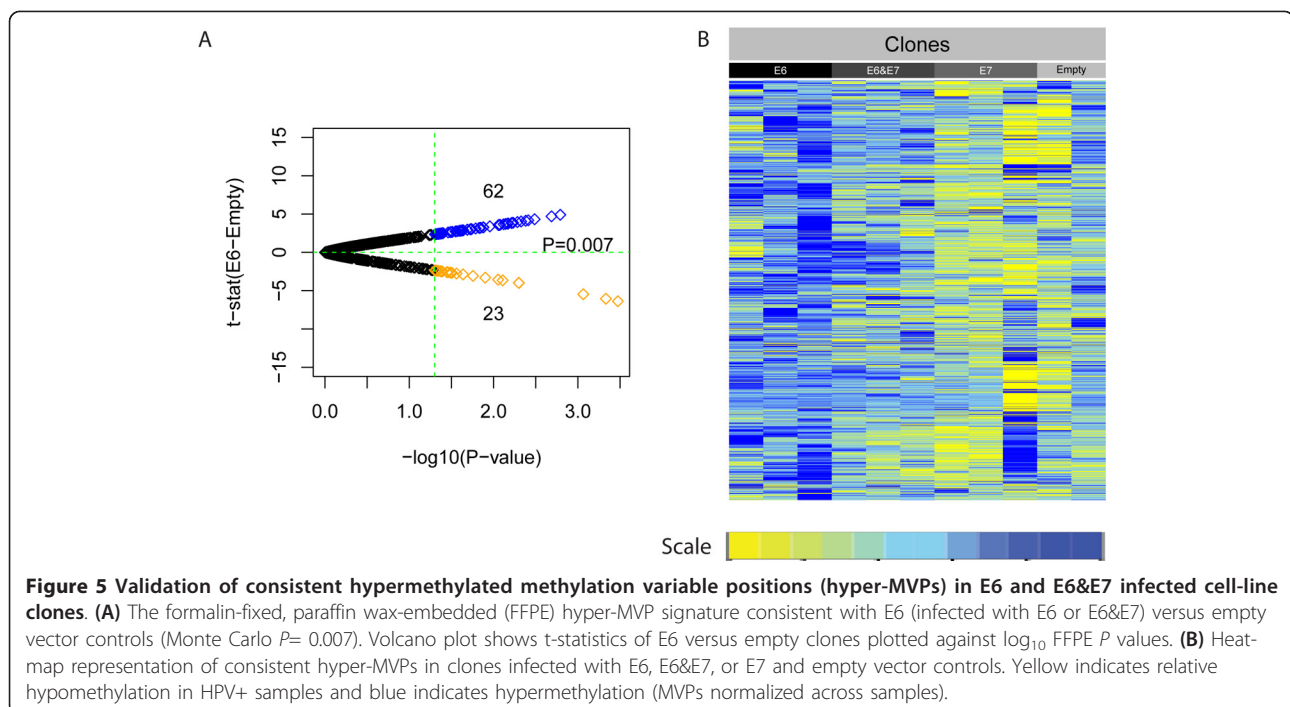 A
B
Clones
E6 E6&E7 E7 Empty
15
10
5
0
−5
−15
t−stat(E6−Empty)
62
P=0.007
23
0.0 1.0 2.0 3.0
−log10(P−value)
Scale
Figure 5 Validation of consistent hypermethylated methylation variable positions (hyper-MVPs) in E6 and E6&E7 infected cell-line
clones. (A) The formalin-fixed, paraffin wax-embedded (FFPE) hyper-MVP signature consistent with E6 (infected with E6 or E6&E7) versus empty
vector controls (Monte Carlo P= 0.007). Volcano plot shows t-statistics of E6 versus empty clones plotted against log10 FFPE P values. (B) Heat-
map representation of consistent hyper-MVPs in clones infected with E6, E6&E7, or E7 and empty vector controls. Yellow indicates relative
hypomethylation in HPV+ samples and blue indicates hypermethylation (MVPs normalized across samples).